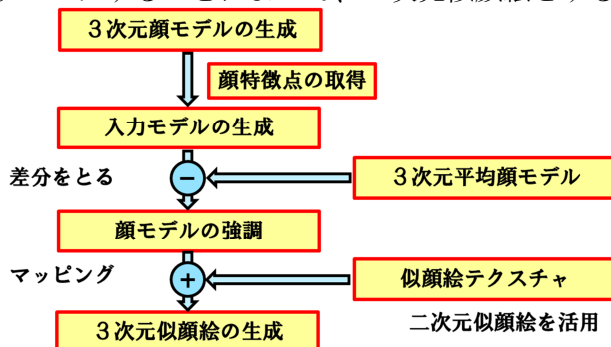 3次元顔モデルの生成
顔特徴点の取得
入力モデルの生成
差分をとる
−
3次元平均顔モデル
顔モデルの強調
マッピング
+
似顔絵テクスチャ
二次元似顔絵を活用
3次元似顔絵の生成